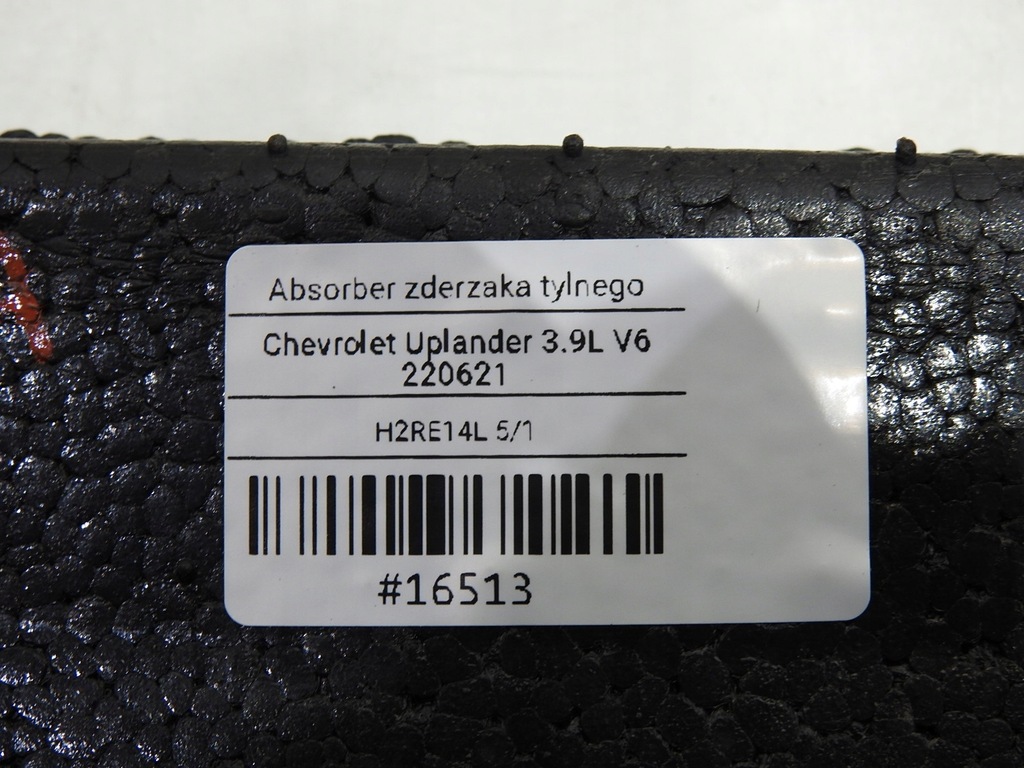 Absorber zderzaka tylnego
Chevrolet Uplander 3.9L V6
220621
H2RE14L 5/1
#16513